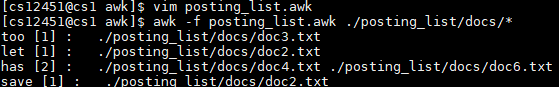 [cs12451@cs1 awk]$ vim posting_list.awk
[cs12451@cs1 awk]$ awk -f posting_list.awk ./posting_list/docs/*
too [1] :   ./posting_list/docs/doc3.txt
let [1] :   ./posting_list/docs/doc2.txt
has [2] :   ./posting_list/docs/doc4.txt ./posting_list/docs/doc6.txt
save [1] :   ./posting_list/docs/doc2.txt